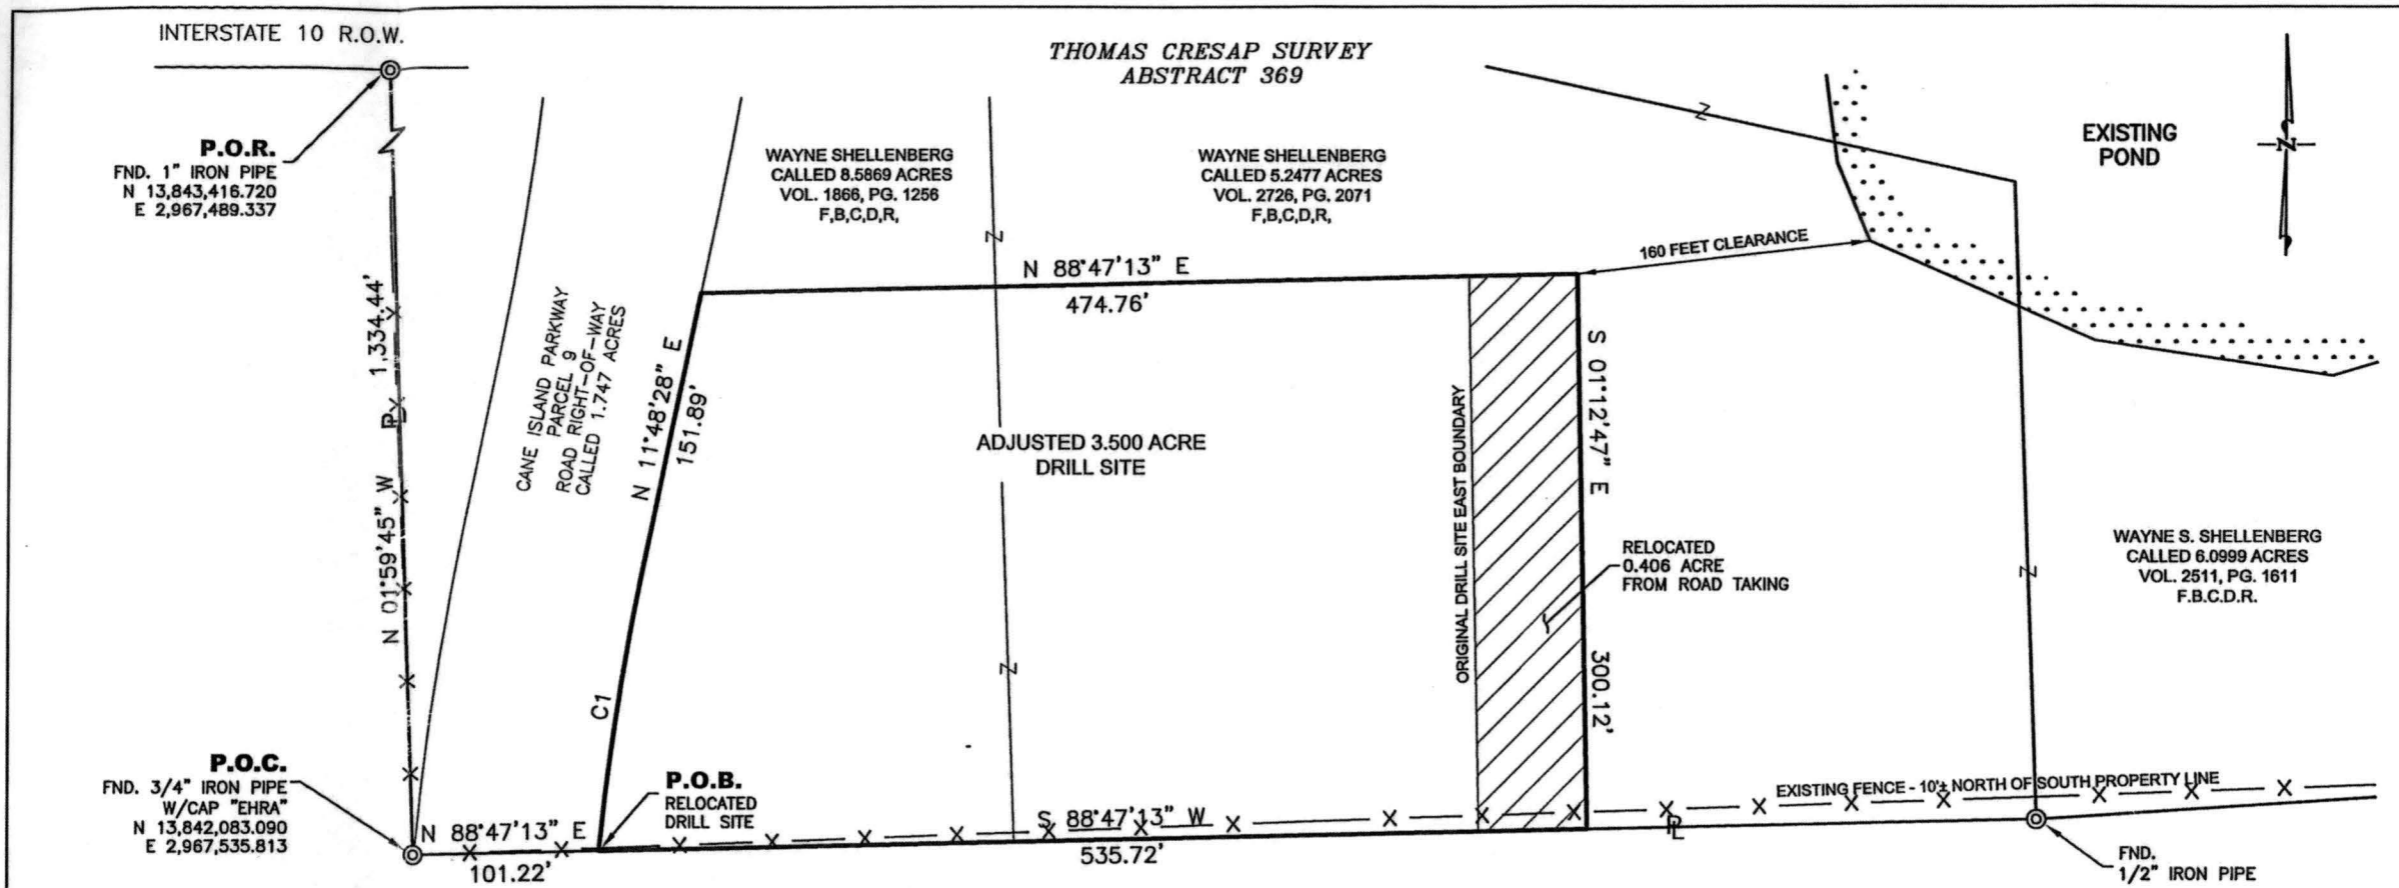 INTERSTATE 10 R.O.W.
THOMAS CRESAP SURVEY
ABSTRACT 369
P.O.R.
FND. 1" IRON PIPE
N 13,843,416.720
E 2,967,489.337
WAYNE SHELLENBERG
CALLED 8.5869 ACRES
VOL. 1866, PG. 1256
F,B,C,D,R,
WAYNE SHELLENBERG
CALLED 5.2477 ACRES
VOL. 2726, PG. 2071
F,B,C,D,R,
EXISTING
POND
N
160 FEET CLEARANCE
N 88°47'13" E
474.76'
N 01°59'45" W 1,334.44'
PL
CANE ISLAND PARKWAY
PARCEL 9
ROAD RIGHT-OF-WAY
CALLED 1.747 ACRES
N 11°48'28" E
151.89'
C1
ADJUSTED 3.500 ACRE
DRILL SITE
ORIGINAL DRILL SITE EAST BOUNDARY
S 01°12'47" E 300.12'
RELOCATED
0.406 ACRE
FROM ROAD TAKING
WAYNE S. SHELLENBERG
CALLED 6.0999 ACRES
VOL. 2511, PG. 1611
F.B.C.D.R.
P.O.C.
FND. 3/4" IRON PIPE
W/CAP "EHRA"
N 13,842,083.090
E 2,967,535.813
P.O.B.
RELOCATED
DRILL SITE
N 88°47'13" E
101.22'
S 88°47'13" W
535.72'
EXISTING FENCE - 10'± NORTH OF SOUTH PROPERTY LINE
PL
FND.
1/2" IRON PIPE